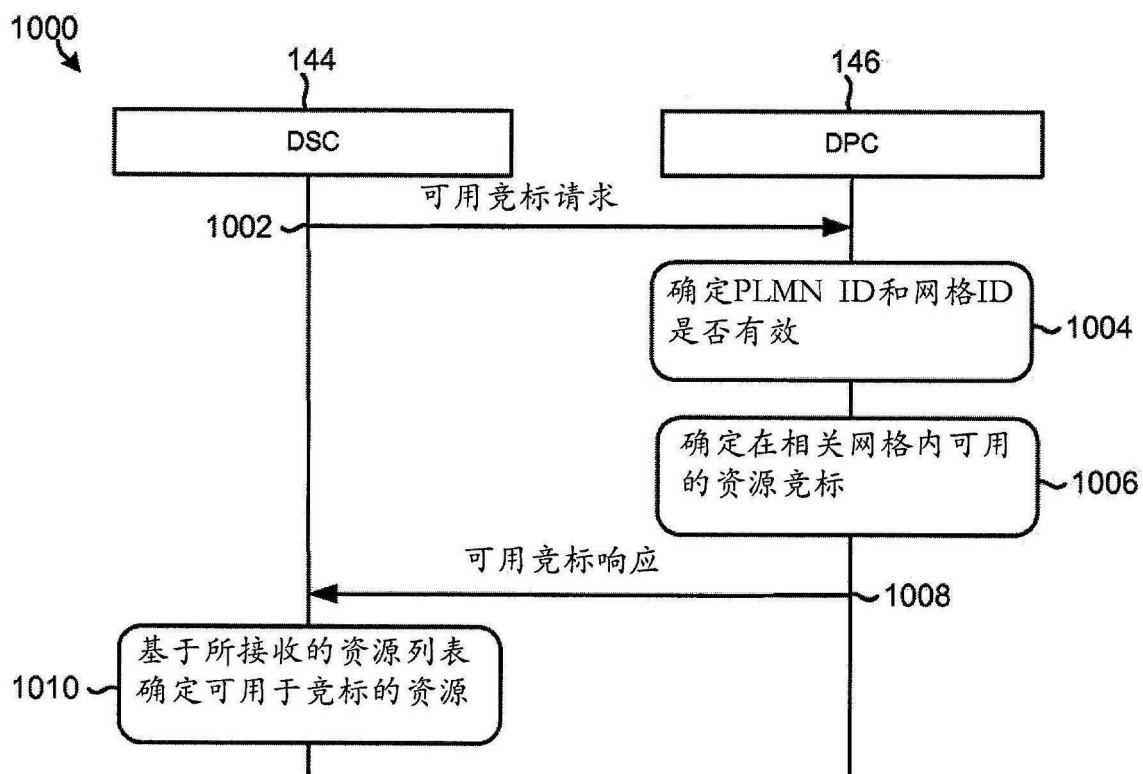 1000
144
146
DSC
DPC
可用竞标请求
1002
确定PLMN ID和网格ID
是否有效
1004
确定在相关网格内可用
的资源竞标
1006
可用竞标响应
1008
基于所接收的资源列表
确定可用于竞标的资源
1010